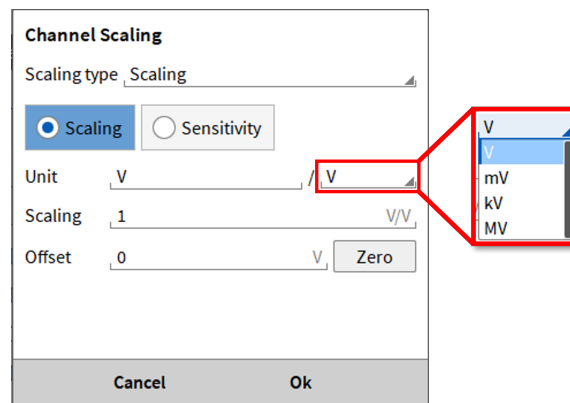 Channel Scaling
Scaling type Scaling
Scaling Sensitivity
Unit V / V
Scaling 1 V/V
Offset 0 V Zero
Cancel Ok
V
V
mV
kV
MV